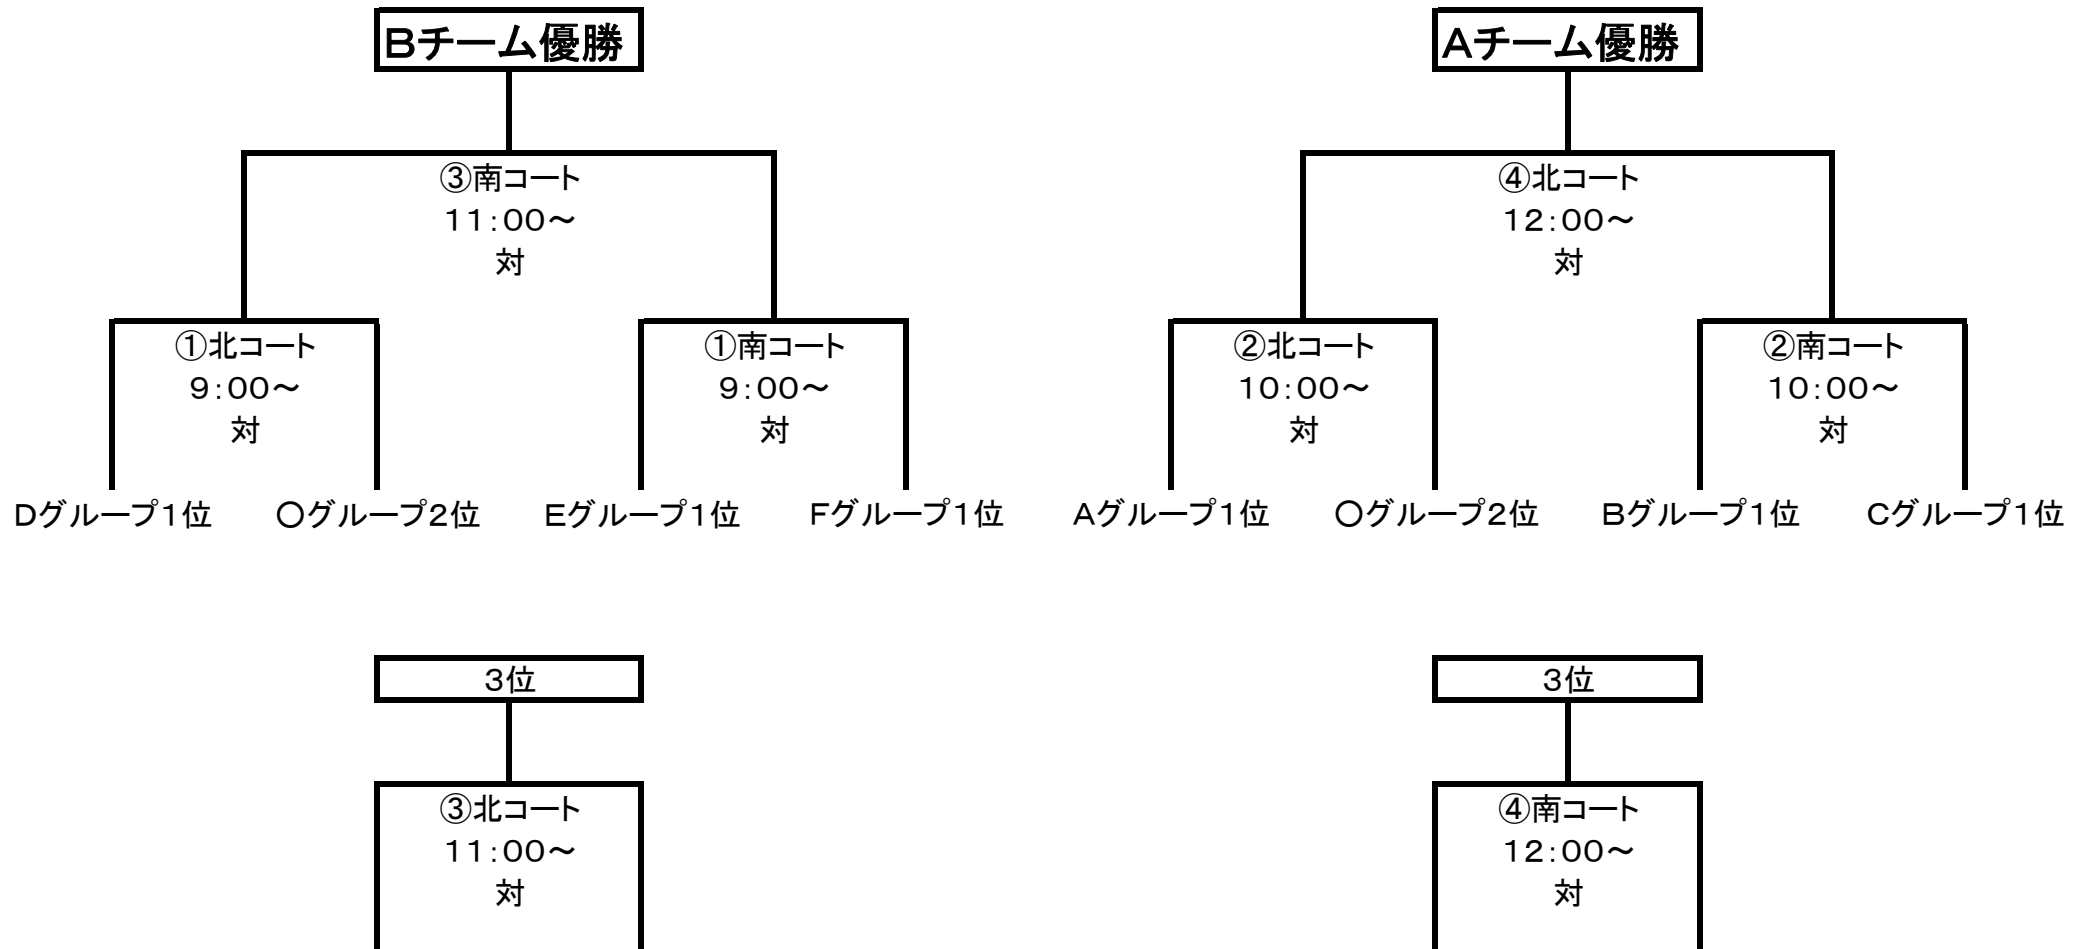 Bチーム優勝
Aチーム優勝
③南コート
11:00～
対
④北コート
12:00～
対
①北コート
9:00～
対
①南コート
9:00～
対
②北コート
10:00～
対
②南コート
10:00～
対
Dグループ1位
〇グループ2位
Eグループ1位
Fグループ1位
Aグループ1位
〇グループ2位
Bグループ1位
Cグループ1位
3位
3位
③北コート
11:00～
対
④南コート
12:00～
対